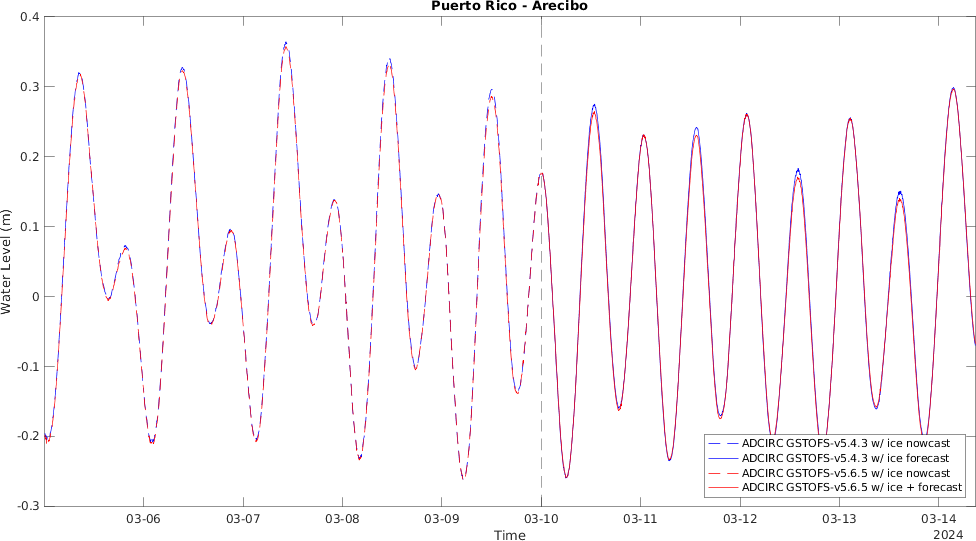 Puerto Rico - Arecibo
Water Level (m)
0.4
0.3
0.2
0.1
0
-0.1
-0.2
-0.3
ADCIRC GSTOFS-v5.4.3 w/ ice nowcast
ADCIRC GSTOFS-v5.4.3 w/ ice forecast
ADCIRC GSTOFS-v5.6.5 w/ ice nowcast
ADCIRC GSTOFS-v5.6.5 w/ ice + forecast
03-06 03-07 03-08 03-09 03-10 03-11 03-12 03-13 03-14
Time
2024